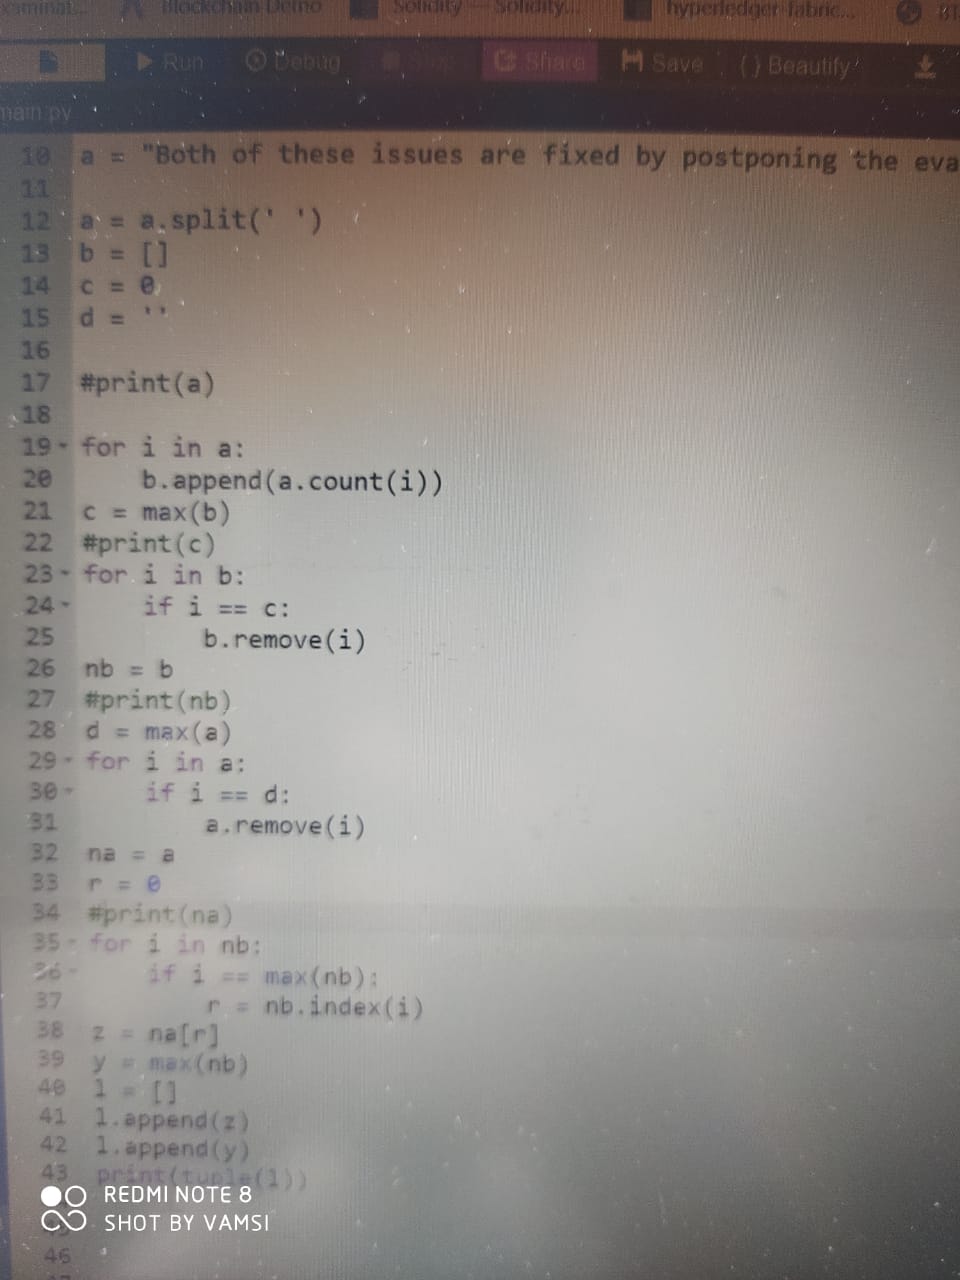 Blockchain Demo
Solidity — Solidity...
hyperledger-fabric...
Run
Debug
Share
Save
{} Beautify
main.py
10 a = "Both of these issues are fixed by postponing the eva
11
12 a = a.split(' ')
13 b = []
14 c = 0
15 d = ''
16
17 #print(a)
18
19 for i in a:
20 b.append(a.count(i))
21 c = max(b)
22 #print(c)
23 for i in b:
24 if i == c:
25 b.remove(i)
26 nb = b
27 #print(nb)
28 d = max(a)
29 for i in a:
30 if i == d:
31 a.remove(i)
32 na = a
33 r = 0
34 #print(na)
35 for i in nb:
36 if i == max(nb):
37 r = nb.index(i)
38 z = na[r]
39 y = max(nb)
40 l = []
41 l.append(z)
42 l.append(y)
43 print(tuple(l))
REDMI NOTE 8
SHOT BY VAMSI
46